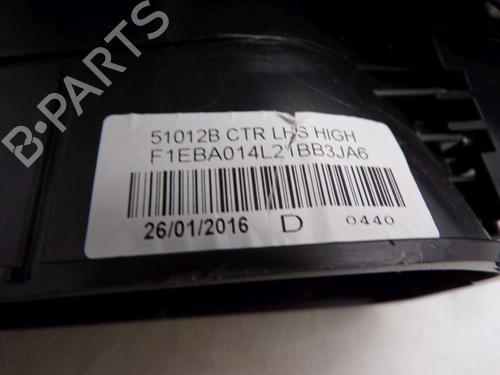 B-PARTS
51012B CTR LHS HIGH
F1EBA014L21BB3JA6
26/01/2016 D 0440